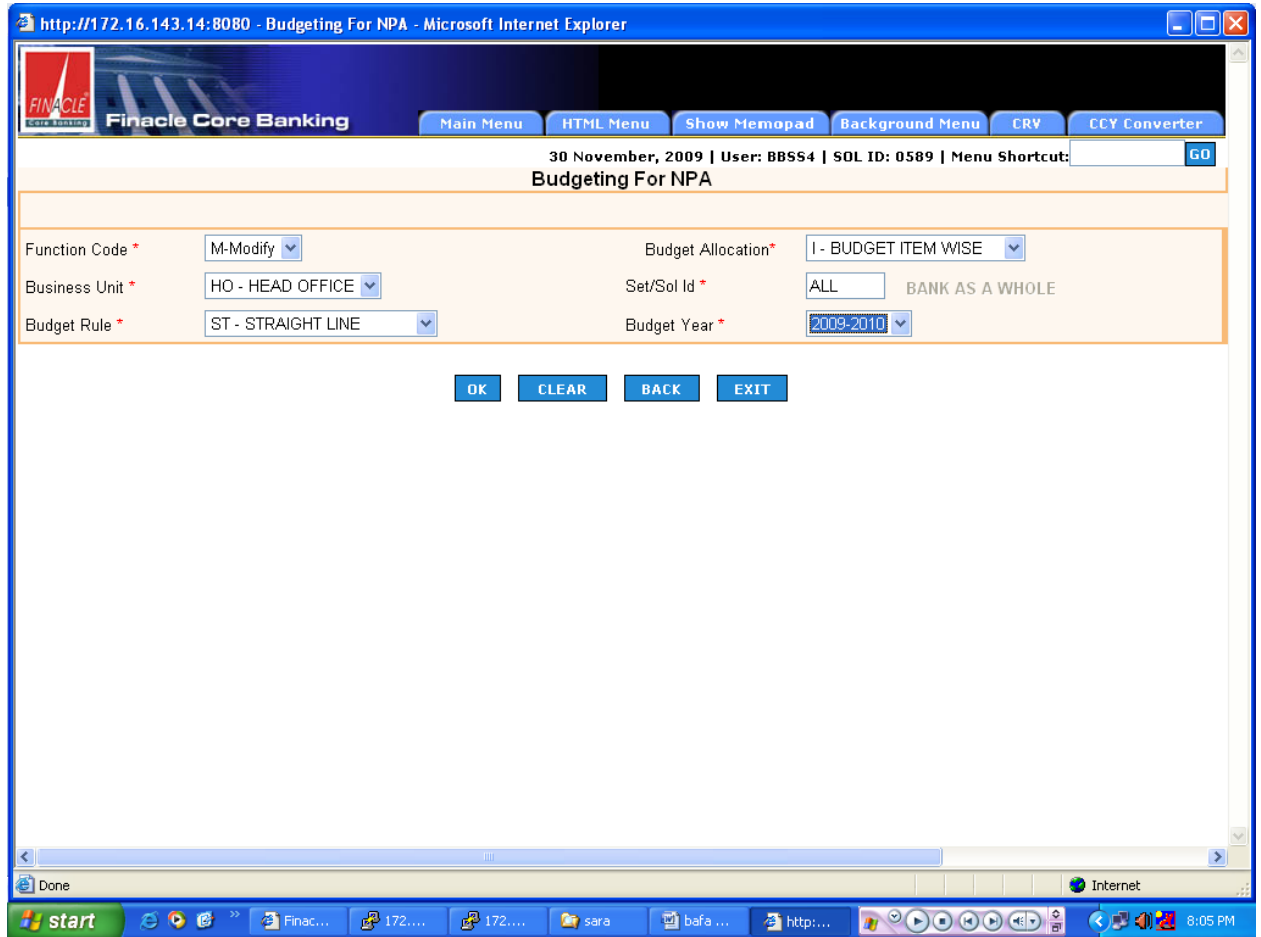 http://172.16.143.14:8080 - Budgeting For NPA - Microsoft Internet Explorer
FINACLE
Core Banking
Finacle Core Banking
Main Menu HTML Menu Show Memopad Background Menu CRV CCY Converter
30 November, 2009 | User: BBSS4 | SOL ID: 0589 | Menu Shortcut: GO
Budgeting For NPA
Function Code * M-Modify Budget Allocation* I - BUDGET ITEM WISE
Business Unit * HO - HEAD OFFICE Set/Sol Id * ALL BANK AS A WHOLE
Budget Rule * ST - STRAIGHT LINE Budget Year * 2009-2010
OK CLEAR BACK EXIT
Done Internet
start » Finac... 172.... 172.... sara bafa ... http:... 8:05 PM